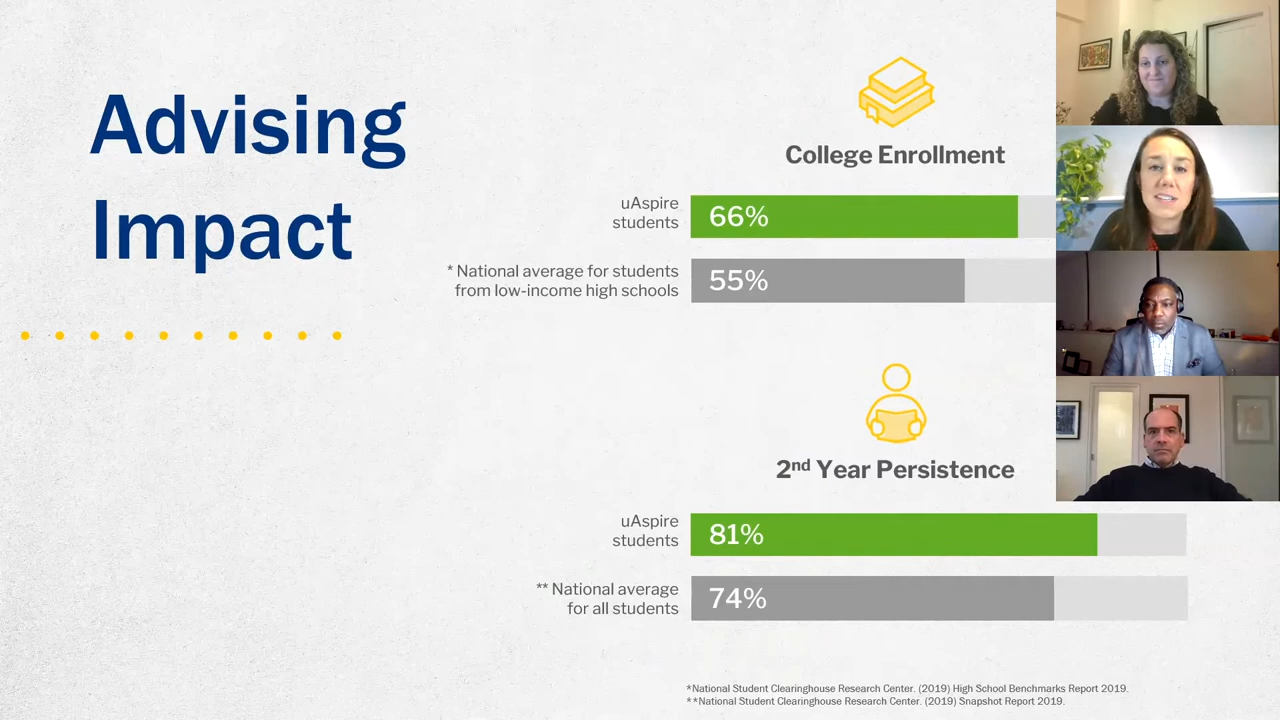 Advising
Impact
College Enrollment
uAspire
students
66%
* National average for students
from low-income high schools
55%
2nd Year Persistence
uAspire
students
81%
** National average
for all students
74%
*National Student Clearinghouse Research Center. (2019) High School Benchmarks Report 2019.
**National Student Clearinghouse Research Center. (2019) Snapshot Report 2019.